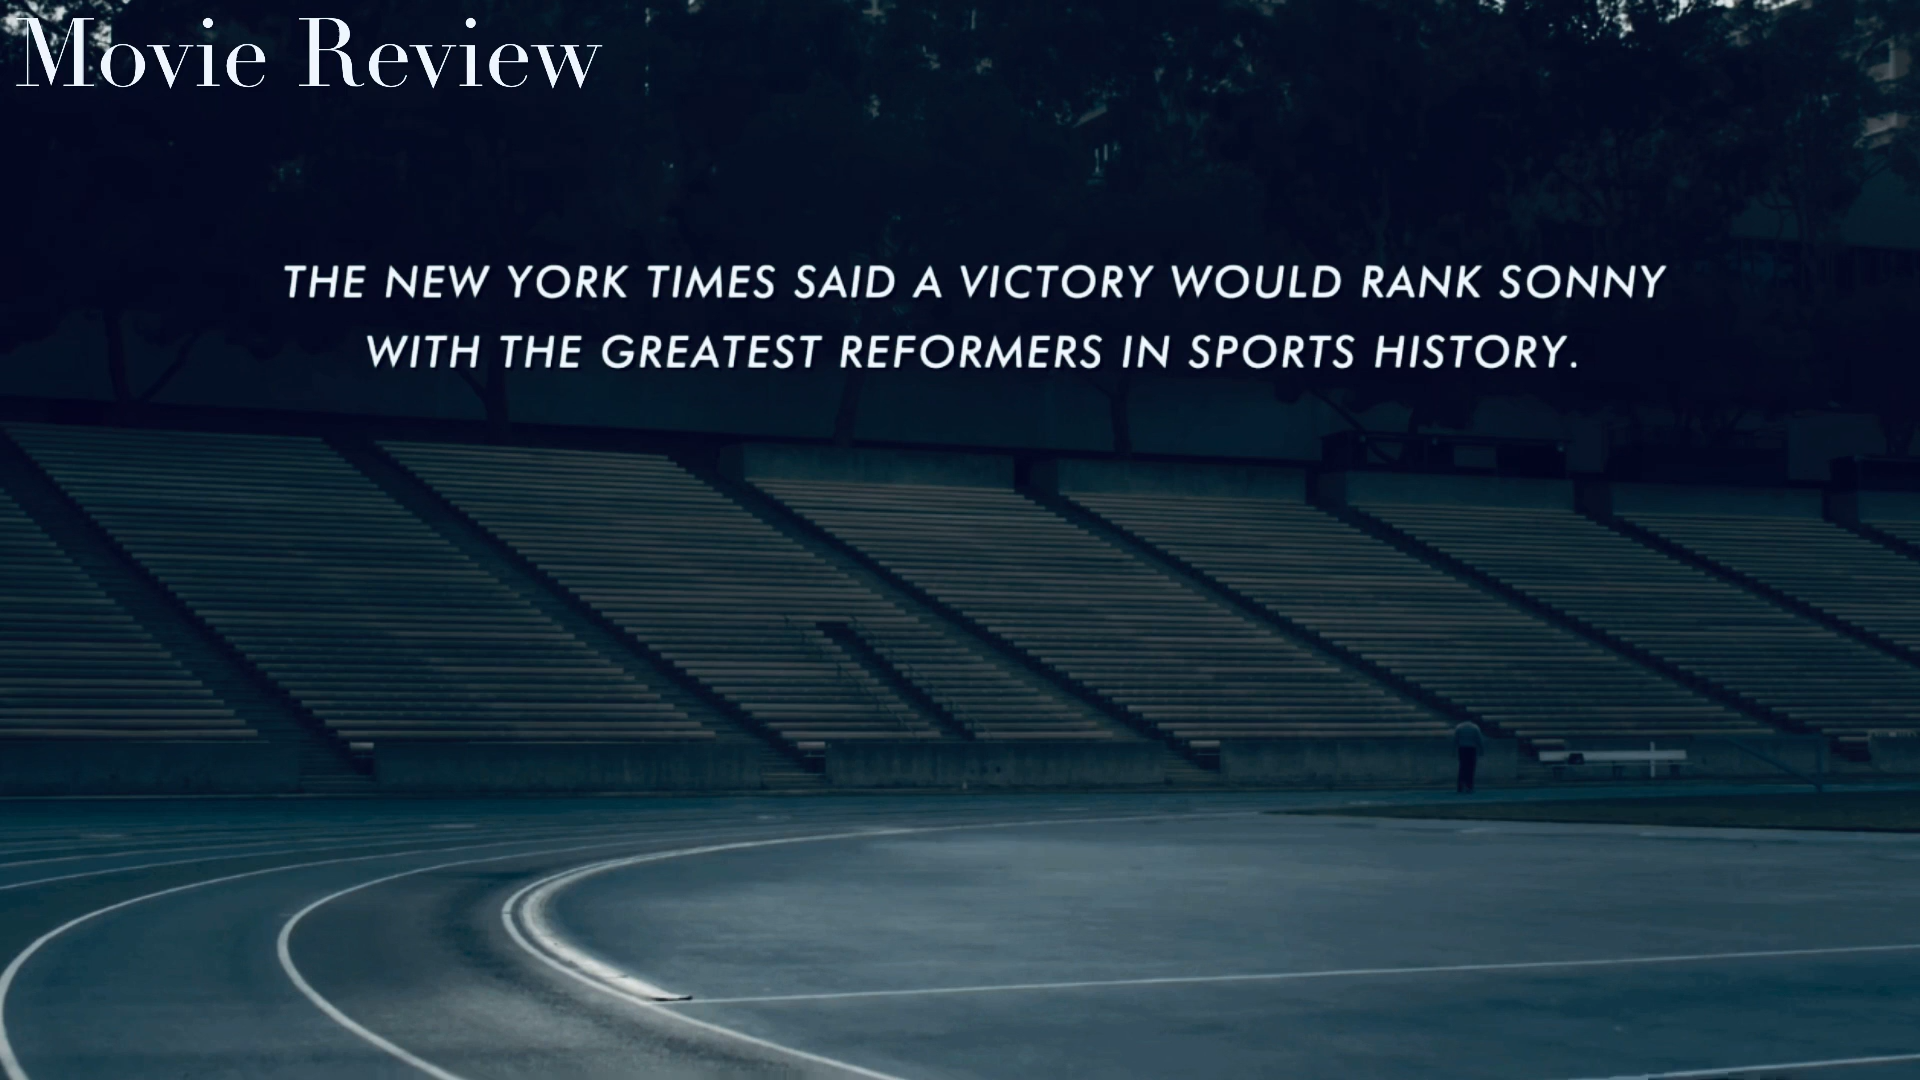 Movie Review
THE NEW YORK TIMES SAID A VICTORY WOULD RANK SONNY
WITH THE GREATEST REFORMERS IN SPORTS HISTORY.